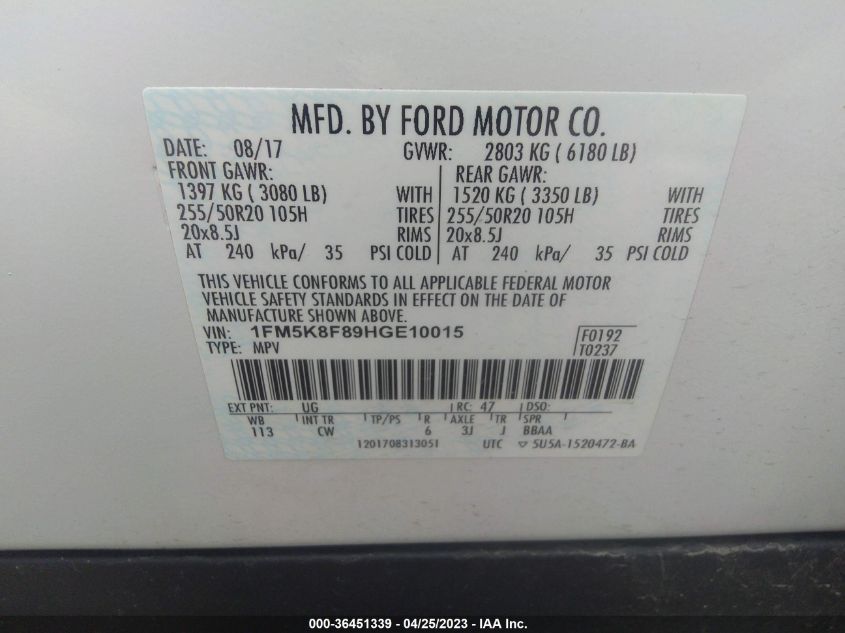 MFD. BY FORD MOTOR CO.
DATE: 08/17 GVWR: 2803 KG ( 6180 LB)
FRONT GAWR: REAR GAWR:
1397 KG ( 3080 LB) WITH 1520 KG ( 3350 LB) WITH
255/50R20 105H TIRES 255/50R20 105H TIRES
20x8.5J RIMS 20x8.5J RIMS
AT 240 kPa/ 35 PSI COLD AT 240 kPa/ 35 PSI COLD
THIS VEHICLE CONFORMS TO ALL APPLICABLE FEDERAL MOTOR
VEHICLE SAFETY STANDARDS IN EFFECT ON THE DATE OF
MANUFACTURE SHOWN ABOVE.
VIN: 1FM5K8F89HGE10015 F0192
TYPE: MPV T0237
EXT PNT: UG RC: 47 DSO:
WB INT TR TP/PS R AXLE TR SPR
113 CW 6 3J J BBAA
1201708313051 UTC ▽ 5U5A-1520472-BA
000-36451339 - 04/25/2023 - IAA Inc.